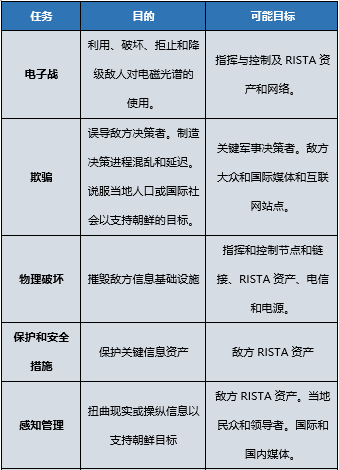 任务 目的 可能目标
利用、破坏、拒止和降
级敌人对电磁光谱的
使用。
电子战
指挥与控制及 RISTA 资
产和网络。
误导敌方决策者。制造
决策进程混乱和延迟。
说服当地人口或国际社
会以支持朝鲜的目标。
欺骗
关键军事决策者。敌方
大众和国际媒体和互联
网站点。
物理破坏
摧毁敌方信息基础设施
指挥和控制节点和链
接、RISTA 资产、电信
和电源。
保护和安全
措施
保护关键信息资产
敌方 RISTA 资产
感知管理
扭曲现实或操纵信息以
支持朝鲜目标
敌方 RISTA 资产。当地
民众和领导者。国际和
国内媒体。